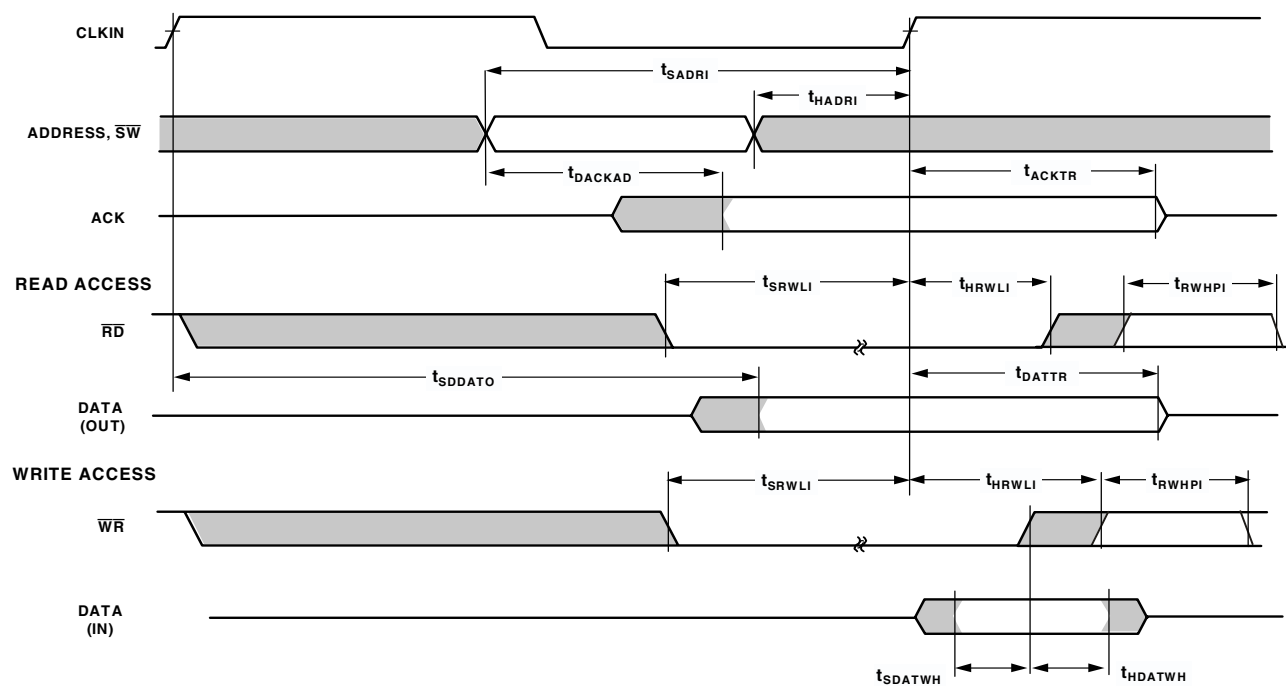 CLKIN
tSADRI
tHADRI
ADDRESS, SW
tDACKAD
tACKTR
ACK
READ ACCESS
tSRWLI
tHRWLI
tRWHPI
RD
tSDDATO
tDATTR
DATA
(OUT)
WRITE ACCESS
tSRWLI
tHRWLI
tRWHPI
WR
DATA
(IN)
tSDATWH
tHDATWH